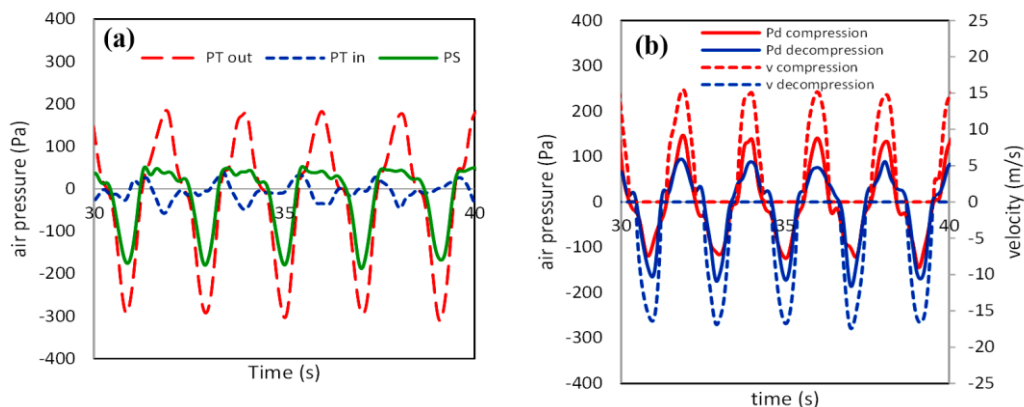 (a)
PT out PT in PS
400
300
200
100
0
-100
-200
-300
-400
30 35 40
air pressure (Pa)
Time (s)
(b)
Pd compression
Pd decompression
v compression
v decompression
400
300
200
100
0
-100
-200
-300
-400
30 35 40
air pressure (Pa)
time (s)
25
20
15
10
5
0
-5
-10
-15
-20
-25
velocity (m/s)